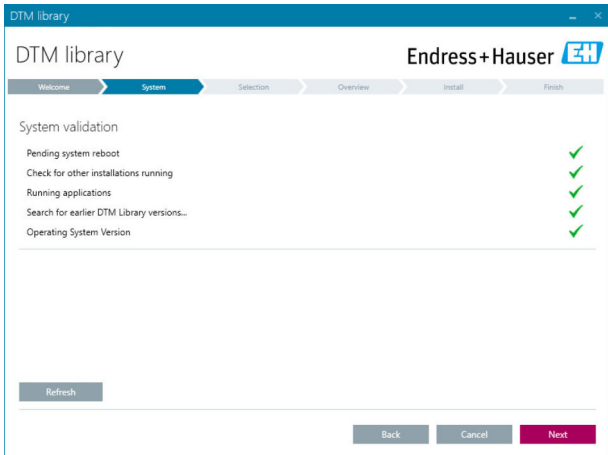 DTM library
DTM library
Endress+Hauser EH
Welcome System Selection Overview Install Finish
System validation
Pending system reboot
Check for other installations running
Running applications
Search for earlier DTM Library versions...
Operating System Version
Refresh
Back Cancel Next